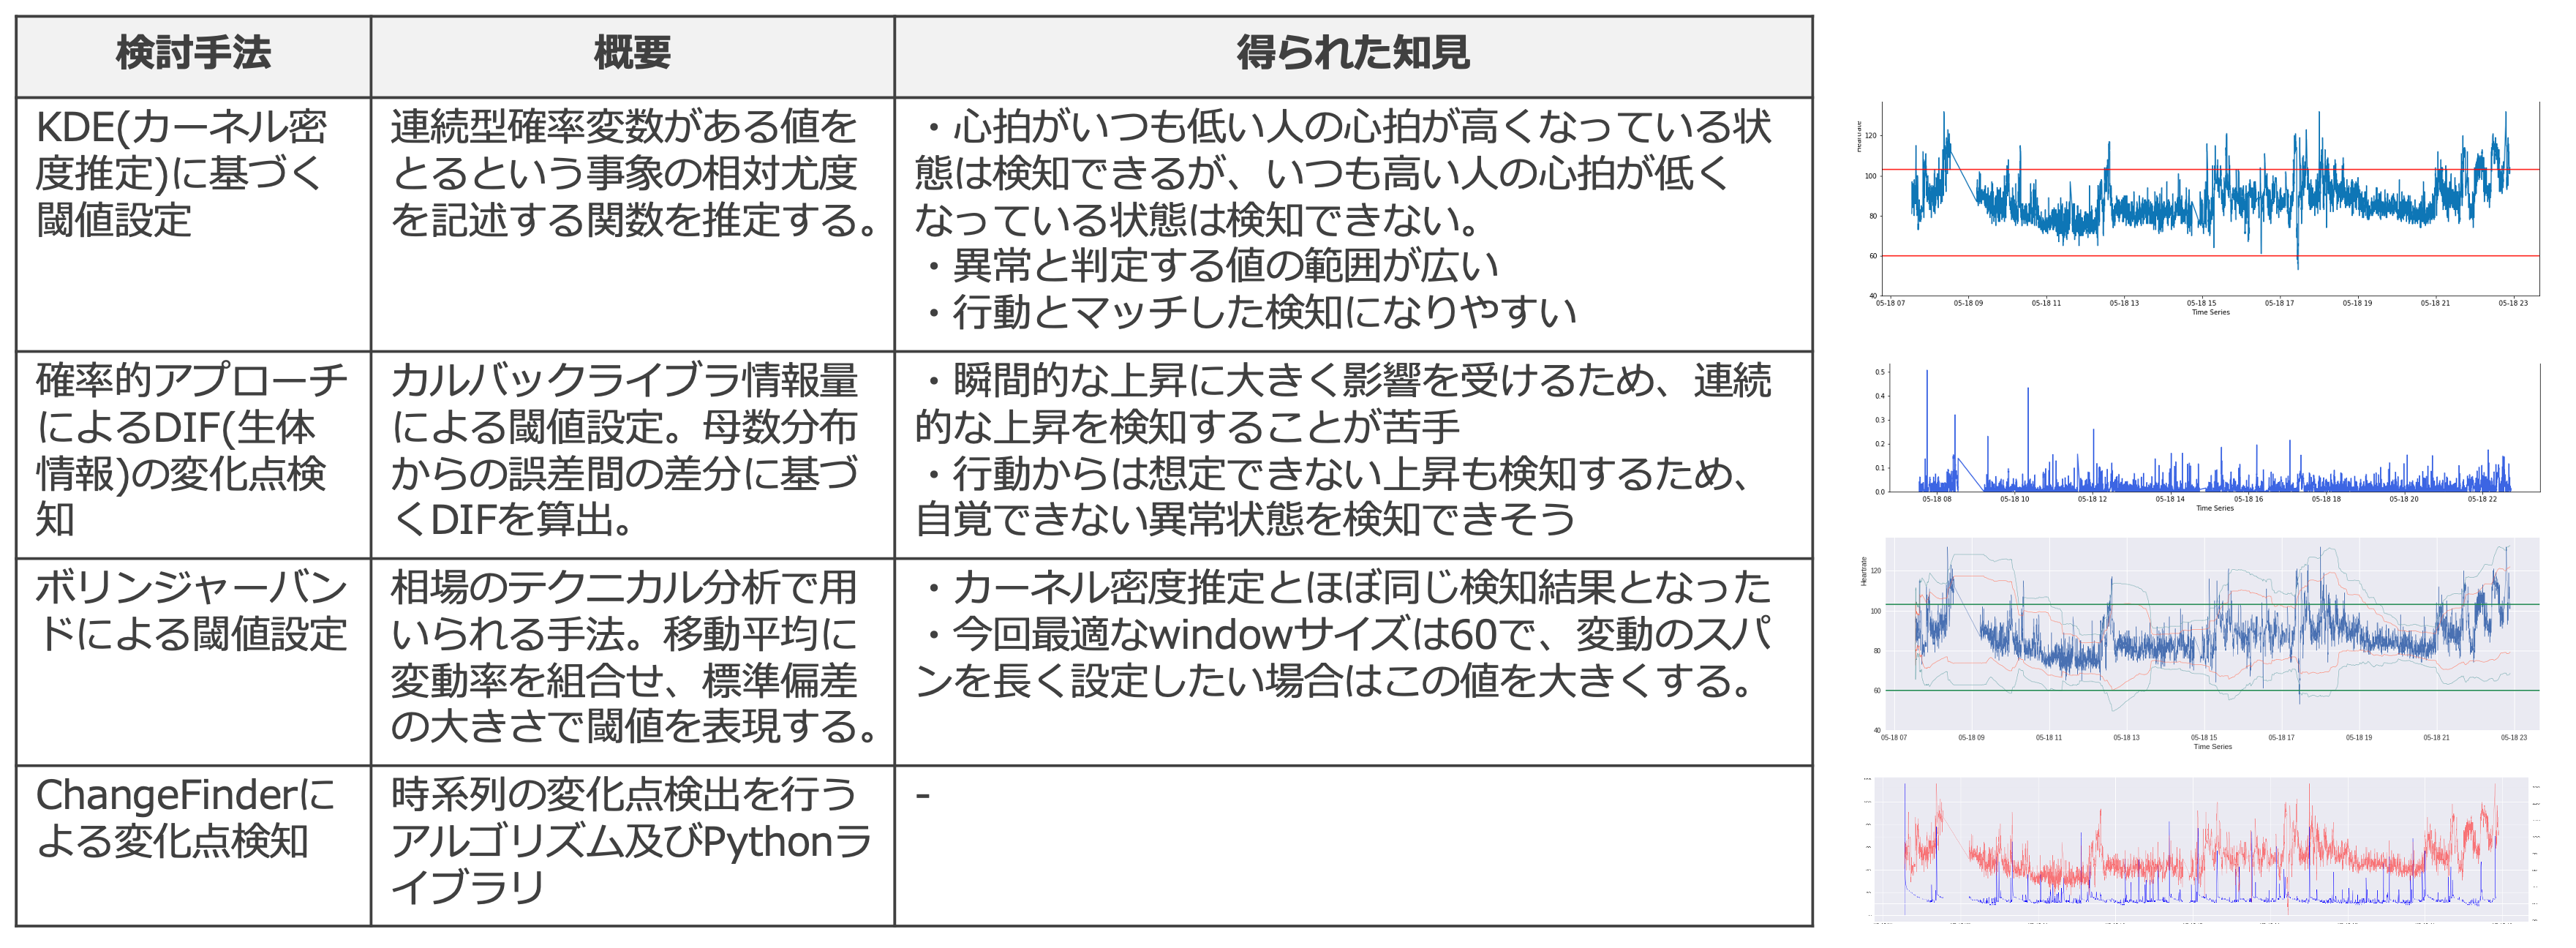 検討手法
概要
得られた知見
KDE(カーネル密
度推定)に基づく
閾値設定
連続型確率変数がある値を
とるという事象の相対尤度
を記述する関数を推定する。
・心拍がいつも低い人の心拍が高くなっている状
態は検知できるが、いつも高い人の心拍が低く
なっている状態は検知できない。
・異常と判定する値の範囲が広い
・行動とマッチした検知になりやすい
確率的アプローチ
によるDIF(生体
情報)の変化点検
知
カルバックライブラ情報量
による閾値設定。母数分布
からの誤差間の差分に基づ
くDIFを算出。
・瞬間的な上昇に大きく影響を受けるため、連続
的な上昇を検知することが苦手
・行動からは想定できない上昇も検知するため、
自覚できない異常状態を検知できそう
ボリンジャーバン
ドによる閾値設定
相場のテクニカル分析で用
いられる手法。移動平均に
変動率を組合せ、標準偏差
の大きさで閾値を表現する。
・カーネル密度推定とほぼ同じ検知結果となった
・今回最適なwindowサイズは60で、変動のスパ
ンを長く設定したい場合はこの値を大きくする。
ChangeFinderに
よる変化点検知
時系列の変化点検出を行う
アルゴリズム及びPythonラ
イブラリ
-
Heartrate
120
100
80
60
40
05-18 07 05-18 09 05-18 11 05-18 13 05-18 15 05-18 17 05-18 19 05-18 21 05-18 23
Time Series
0.5
0.4
0.3
0.2
0.1
0.0
05-18 08 05-18 10 05-18 12 05-18 14 05-18 16 05-18 18 05-18 20 05-18 22
Time Series
Heartrate
120
100
80
60
40
05-18 07 05-18 09 05-18 11 05-18 13 05-18 15 05-18 17 05-18 19 05-18 21 05-18 23
Time Series